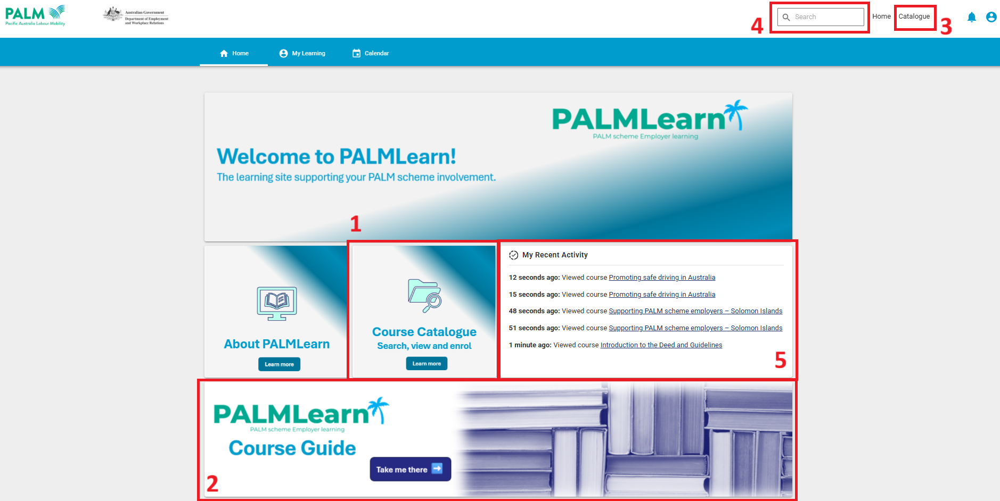 PALM
Pacific Australia Labour Mobility
Australian Government
Department of Employment
and Workplace Relations
4
Search
Home
Catalogue
3
Home
My Learning
Calendar
PALMLearn
PALM scheme Employer learning
Welcome to PALMLearn!
The learning site supporting your PALM scheme involvement.
1
About PALMLearn
Learn more
Course Catalogue
Search, view and enrol
Learn more
My Recent Activity
12 seconds ago: Viewed course Promoting safe driving in Australia
15 seconds ago: Viewed course Promoting safe driving in Australia
48 seconds ago: Viewed course Supporting PALM scheme employers – Solomon Islands
51 seconds ago: Viewed course Supporting PALM scheme employers – Solomon Islands
1 minute ago: Viewed course Introduction to the Deed and Guidelines
5
PALMLearn
PALM scheme Employer learning
Course Guide
Take me there
2